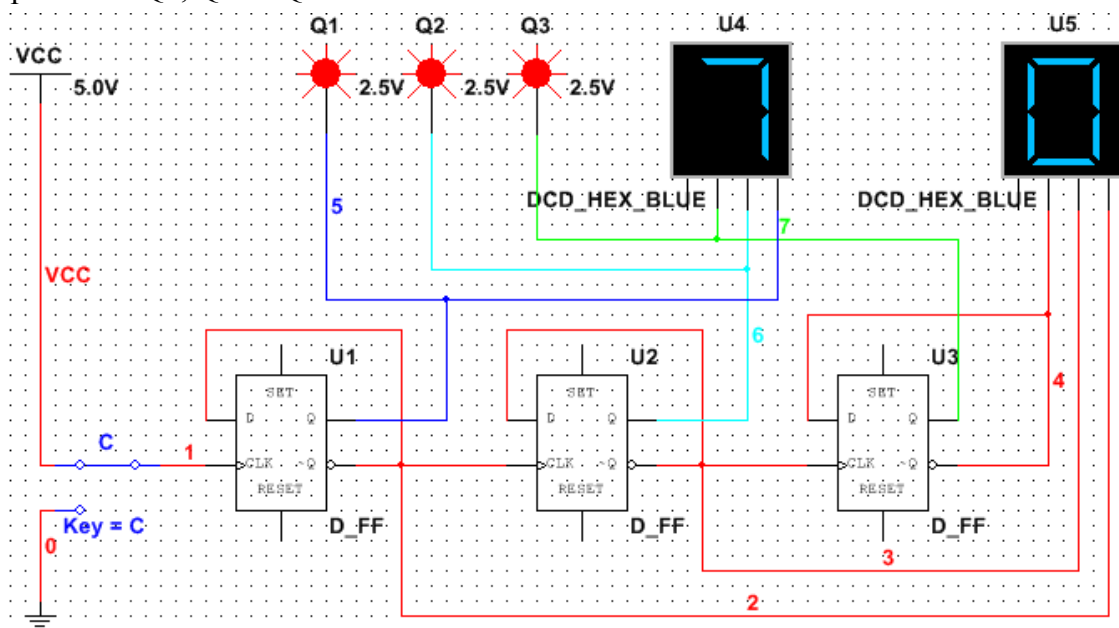 Q1 Q2 Q3 U4 U5
VCC
5.0V 2.5V 2.5V 2.5V
7 0
DCD_HEX_BLUE DCD_HEX_BLUE
5 7
VCC
6
U1 U2 U3
4
SET SET SET
D Q D Q D Q
C
1
CLK ~Q CLK ~Q CLK ~Q
RESET RESET RESET
Key = C D_FF D_FF D_FF
0
3
2